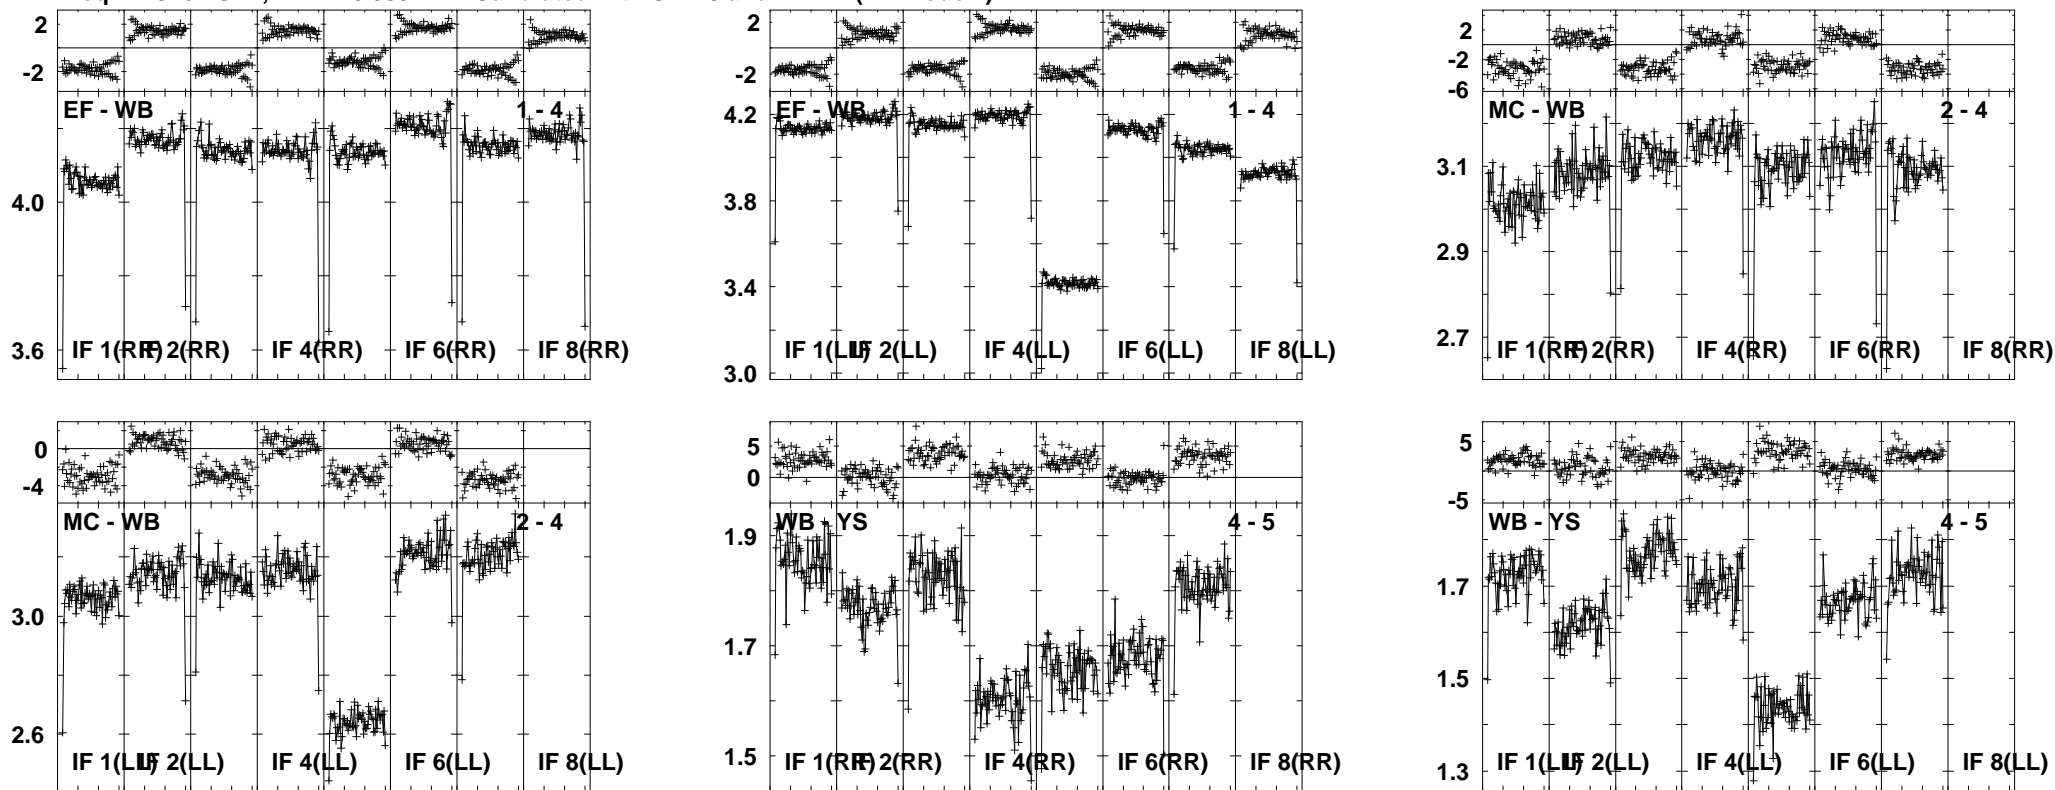 2
-2
EF - WB 1 - 4
4.0
3.6
IF 1(RR) IF 2(RR) IF 4(RR) IF 6(RR) IF 8(RR)
2
-2
EF - WB 1 - 4
4.2
3.8
3.4
3.0
IF 1(LL) IF 2(LL) IF 4(LL) IF 6(LL) IF 8(LL)
2
-2
-6
MC - WB 2 - 4
3.1
2.9
2.7
IF 1(RR) IF 2(RR) IF 4(RR) IF 6(RR) IF 8(RR)
0
-4
MC - WB 2 - 4
3.0
2.6
IF 1(LL) IF 2(LL) IF 4(LL) IF 6(LL) IF 8(LL)
5
0
WB - YS 4 - 5
1.9
1.7
1.5
IF 1(RR) IF 2(RR) IF 4(RR) IF 6(RR) IF 8(RR)
5
-5
WB - YS 4 - 5
1.7
1.5
1.3
IF 1(LL) IF 2(LL) IF 4(LL) IF 6(LL) IF 8(LL)